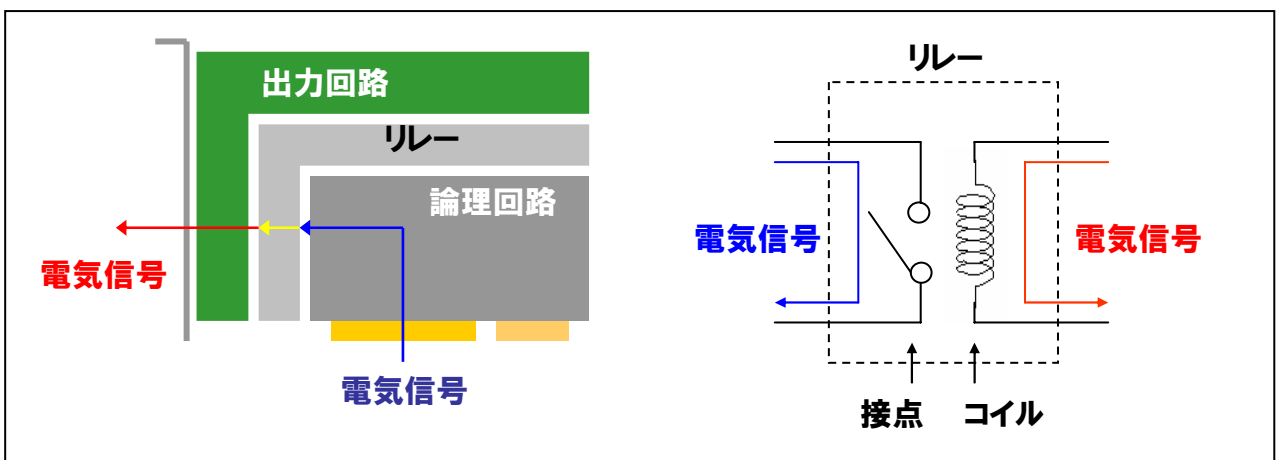 出力回路
リレー
論理回路
電気信号
電気信号
リレー
電気信号
電気信号
接点
コイル